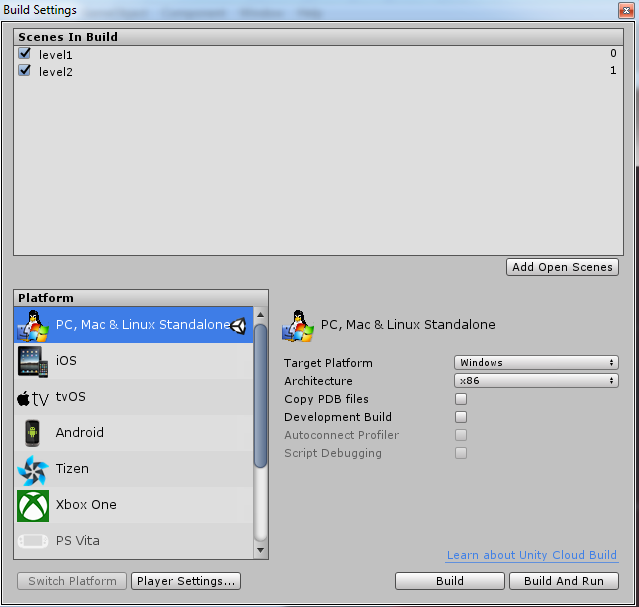 Build Settings
Scenes In Build
level1 0
level2 1
Add Open Scenes
Platform
PC, Mac & Linux Standalone
iOS
tvOS
Android
Tizen
Xbox One
PS Vita
PC, Mac & Linux Standalone
Target Platform Windows
Architecture x86
Copy PDB files
Development Build
Autoconnect Profiler
Script Debugging
Learn about Unity Cloud Build
Switch Platform Player Settings... Build Build And Run